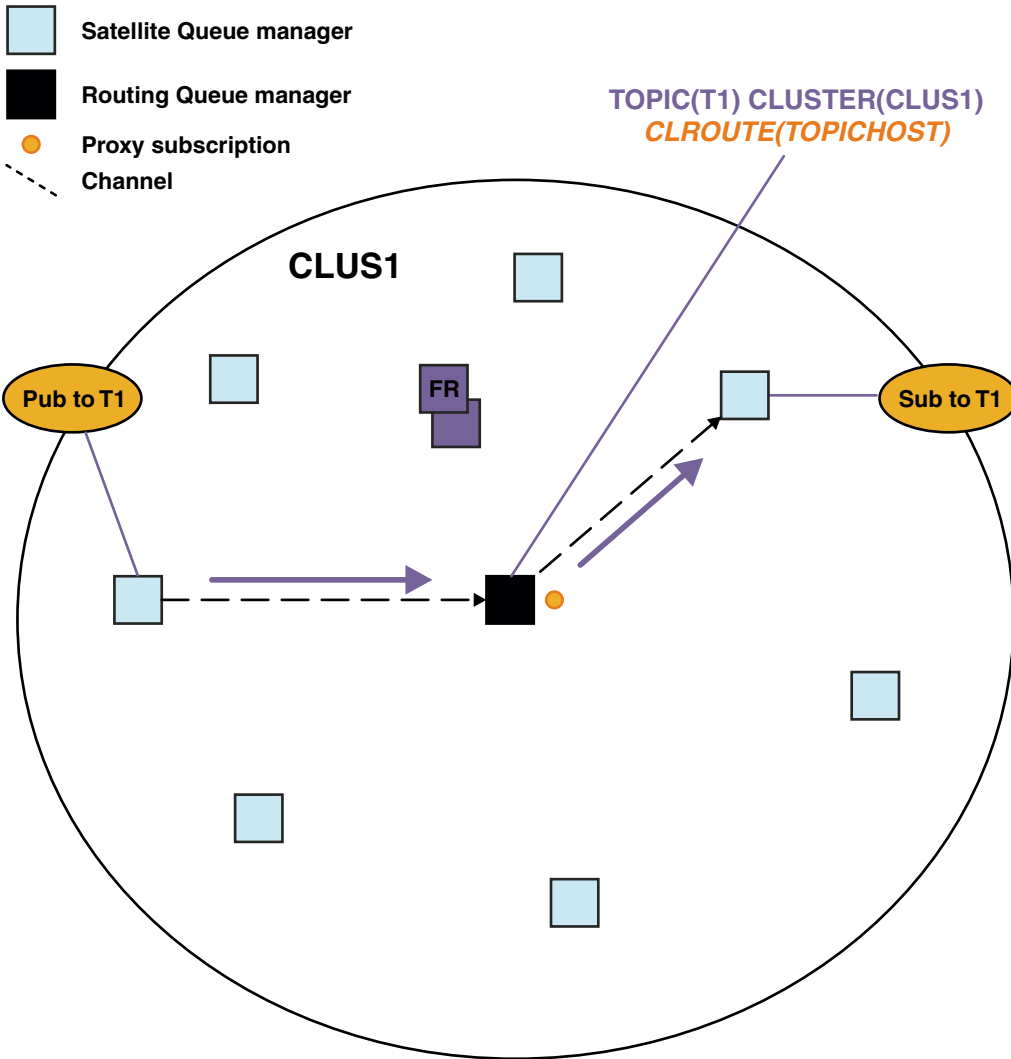 Satellite Queue manager
Routing Queue manager
Proxy subscription
Channel
TOPIC(T1) CLUSTER(CLUS1)
CLROUTE(TOPICHOST)
CLUS1
FR
Pub to T1
Sub to T1